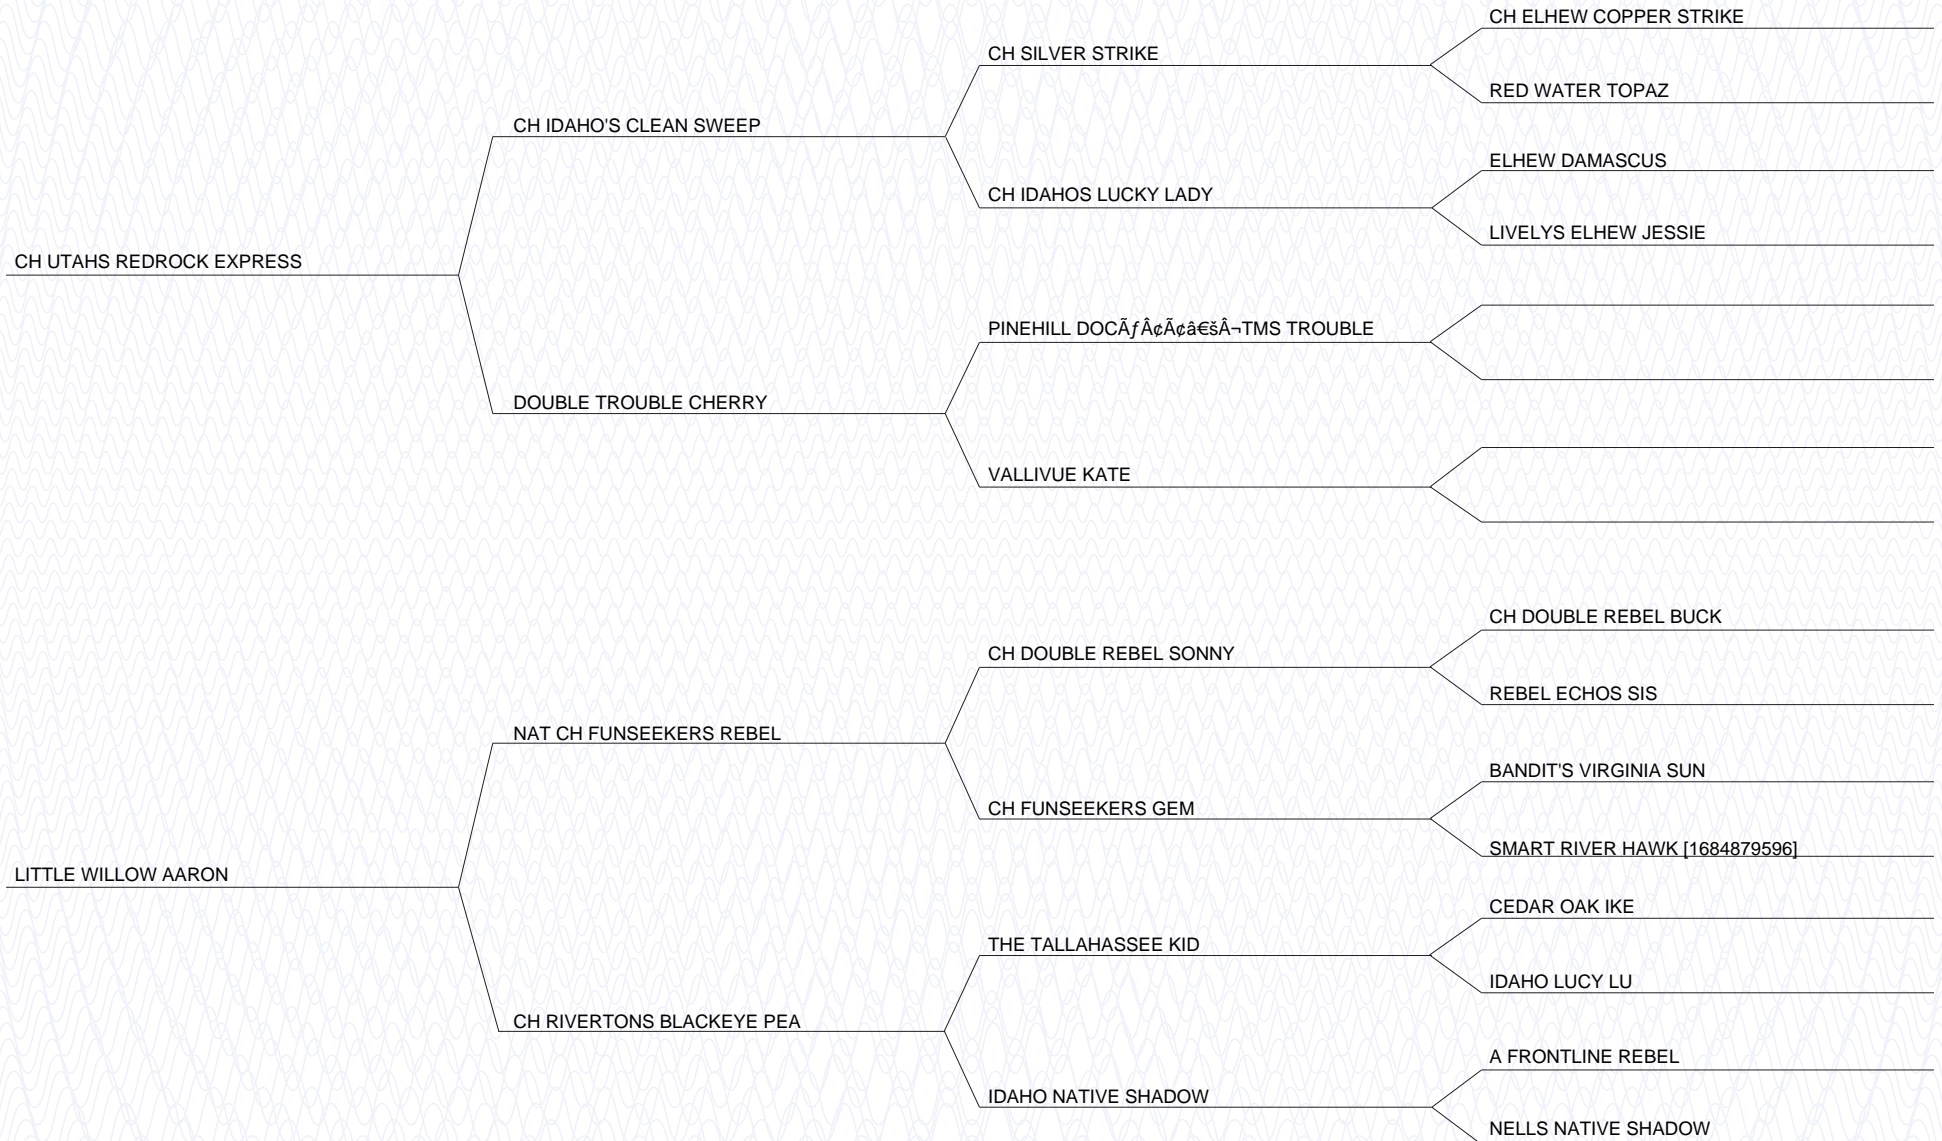 CH ELHEW COPPER STRIKE
CH SILVER STRIKE
RED WATER TOPAZ
CH IDAHO'S CLEAN SWEEP
ELHEW DAMASCUS
CH IDAHOS LUCKY LADY
LIVELYS ELHEW JESSIE
CH UTAHS REDROCK EXPRESS
PINEHILL DOCÃƒÂ¢Ã¢â€šÂ¬TMS TROUBLE
DOUBLE TROUBLE CHERRY
VALLIVUE KATE
CH DOUBLE REBEL BUCK
CH DOUBLE REBEL SONNY
REBEL ECHOS SIS
NAT CH FUNSEEKERS REBEL
BANDIT'S VIRGINIA SUN
CH FUNSEEKERS GEM
SMART RIVER HAWK [1684879596]
LITTLE WILLOW AARON
CEDAR OAK IKE
THE TALLAHASSEE KID
IDAHO LUCY LU
CH RIVERTONS BLACKEYE PEA
A FRONTLINE REBEL
IDAHO NATIVE SHADOW
NELLS NATIVE SHADOW